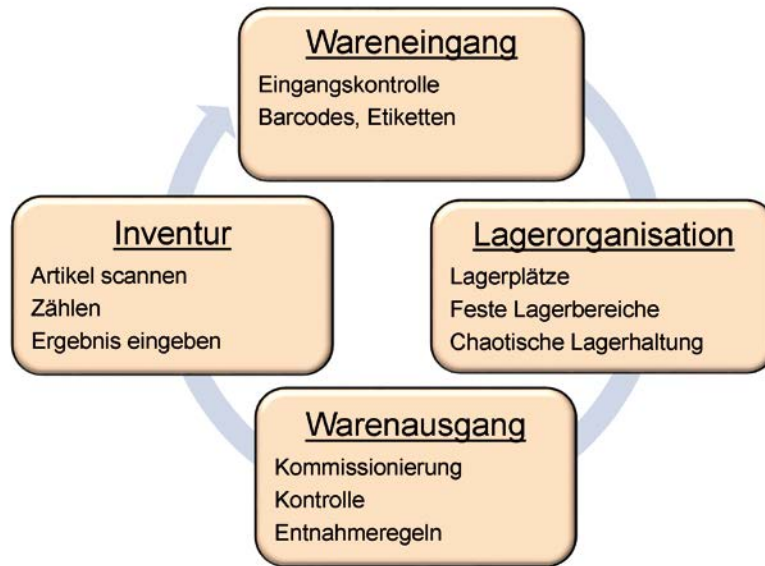 Wareneingang
Eingangskontrolle
Barcodes, Etiketten
Inventur
Artikel scannen
Zählen
Ergebnis eingeben
Lagerorganisation
Lagerplätze
Feste Lagerbereiche
Chaotische Lagerhaltung
Warenausgang
Kommissionierung
Kontrolle
Entnahmeregeln